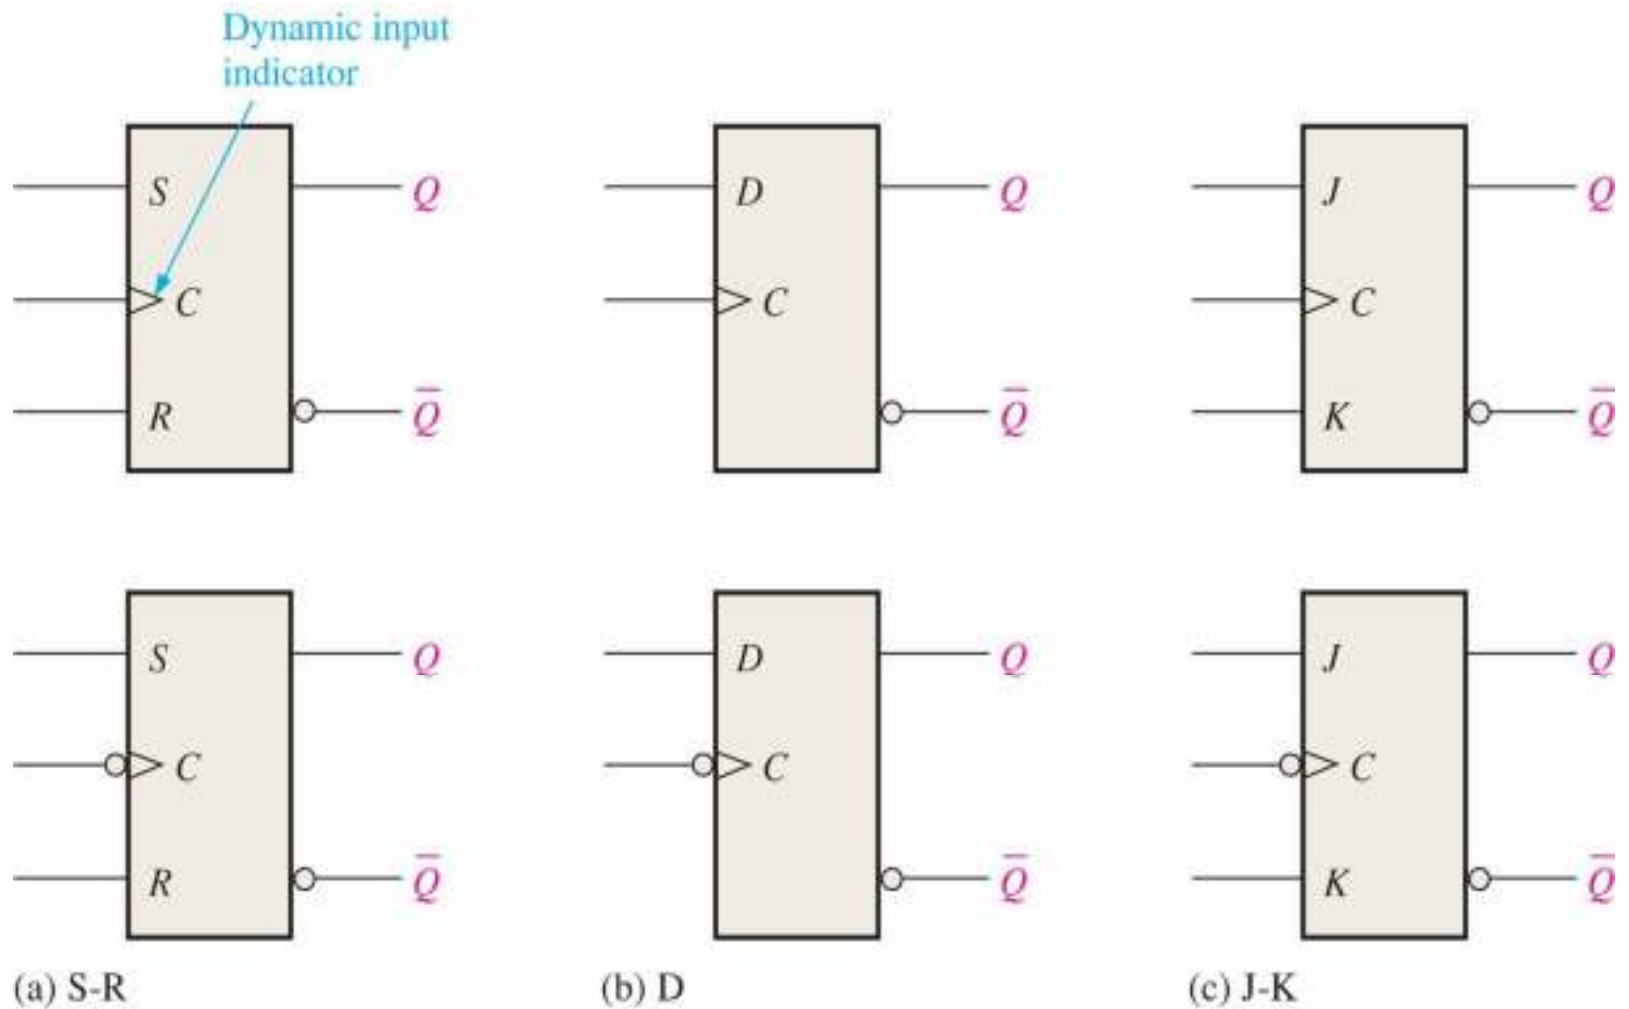 Dynamic input
indicator
S
Q
C
R
Q̅
D
Q
C
Q̅
J
Q
C
K
Q̅
S
Q
C
R
Q̅
D
Q
C
Q̅
J
Q
C
K
Q̅
(a) S-R
(b) D
(c) J-K